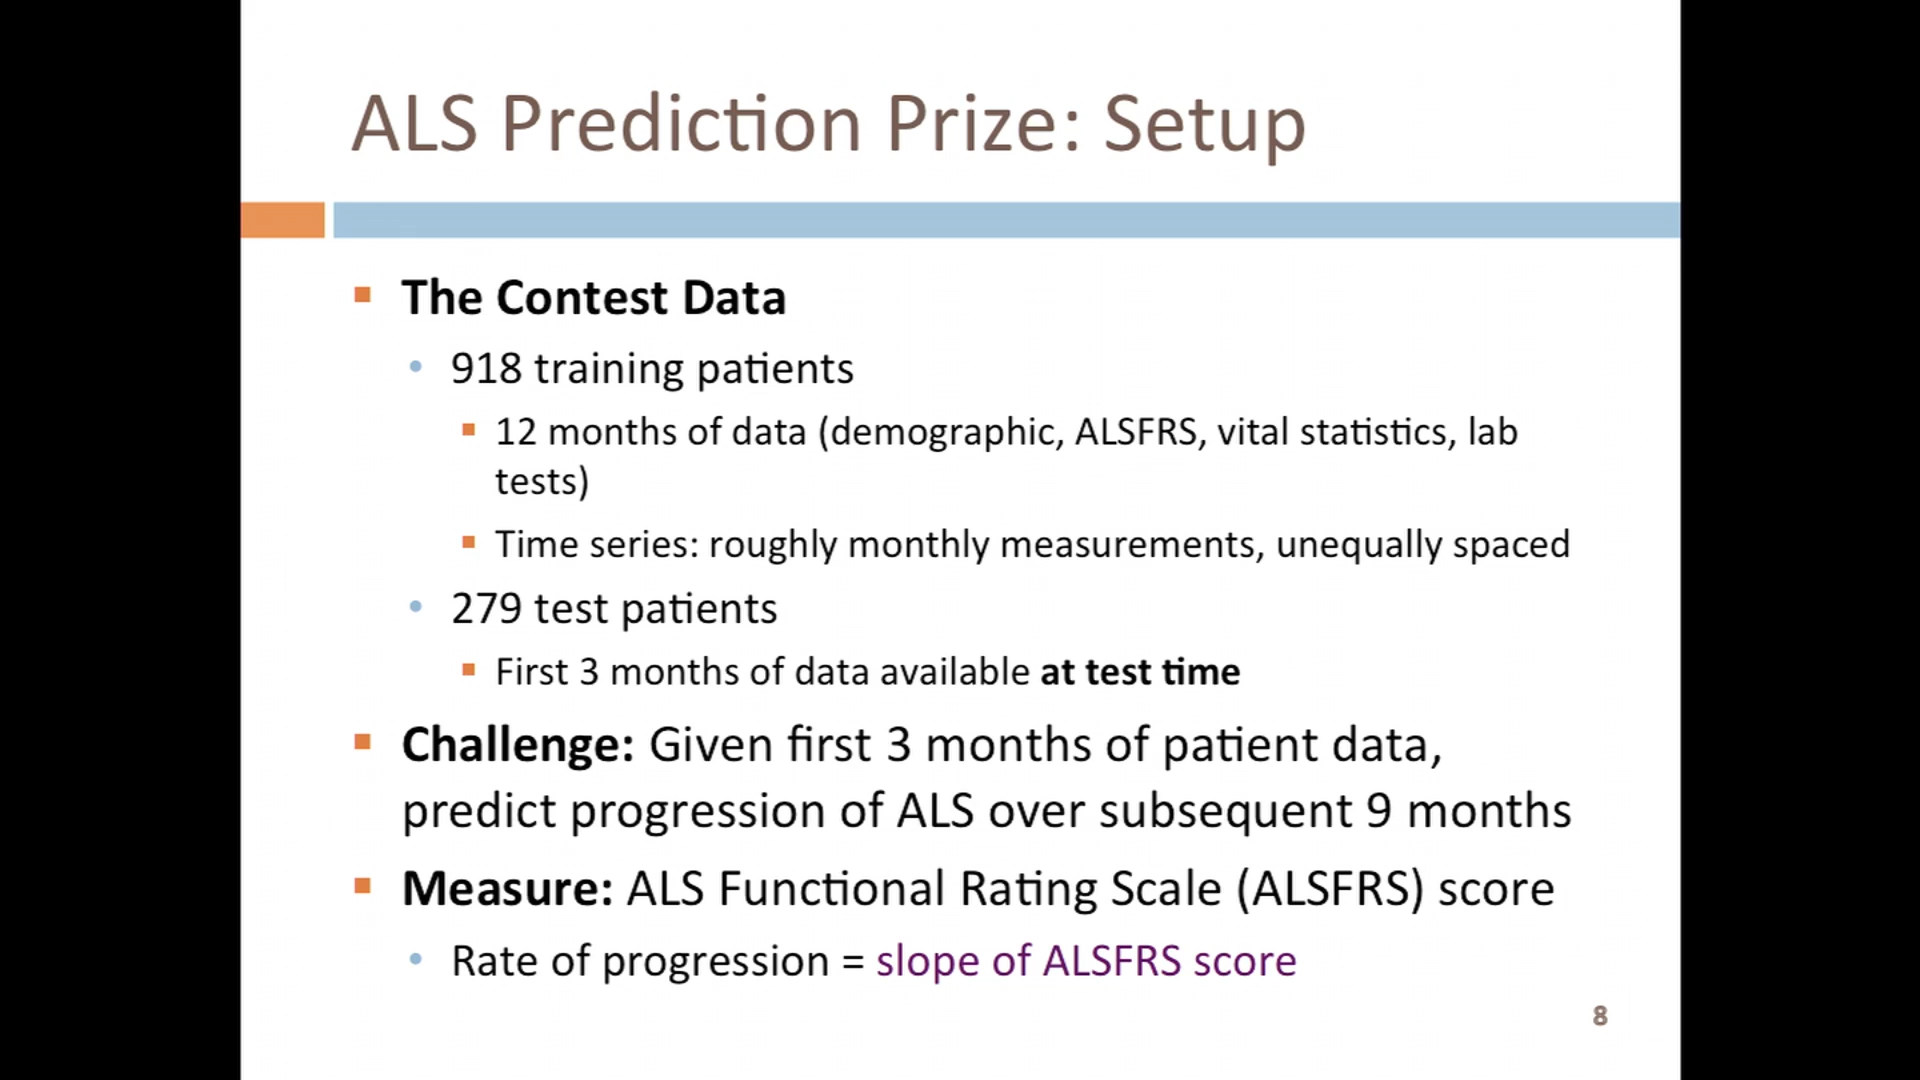 ALS Prediction Prize: Setup
The Contest Data
918 training patients
12 months of data (demographic, ALSFRS, vital statistics, lab
tests)
Time series: roughly monthly measurements, unequally spaced
279 test patients
First 3 months of data available at test time
Challenge: Given first 3 months of patient data,
predict progression of ALS over subsequent 9 months
Measure: ALS Functional Rating Scale (ALSFRS) score
Rate of progression = slope of ALSFRS score
8